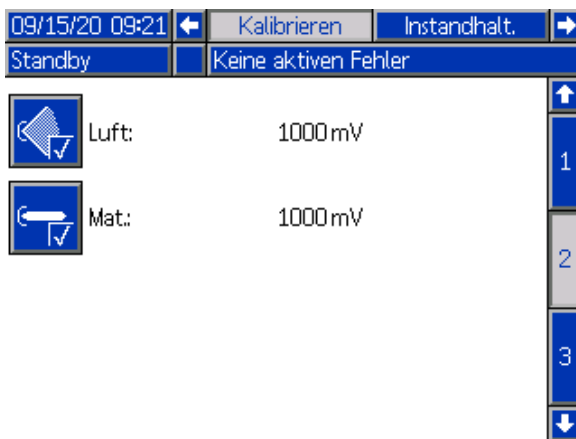 09/15/20 09:21 Kalibrieren Instandhalt.
Standby Keine aktiven Fehler
Luft: 1000 mV
1
Mat.: 1000 mV
2
3